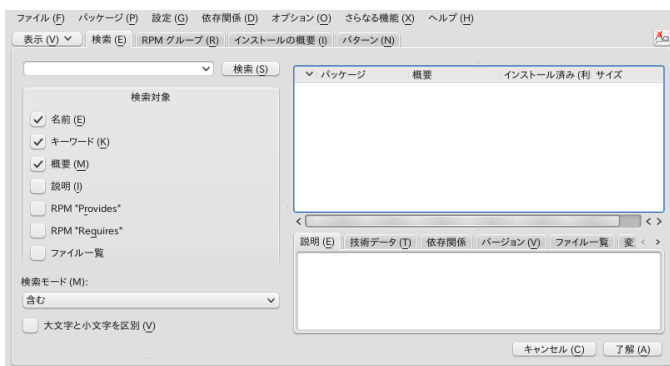 ファイル (F) パッケージ (P) 設定 (G) 依存関係 (D) オプション (O) さらなる機能 (X) ヘルプ (H)
表示 (V) 検索 (E) RPM グループ (R) インストールの概要 (I) パターン (N)
検索 (S)
検索対象
名前 (E)
キーワード (K)
概要 (M)
説明 (I)
RPM "Provides"
RPM "Requires"
ファイル一覧
検索モード (M):
含む
大文字と小文字を区別 (V)
パッケージ 概要 インストール済み (利 サイズ
説明 (E) 技術データ (T) 依存関係 バージョン (V) ファイル一覧 変
キャンセル (C) 了解 (A)